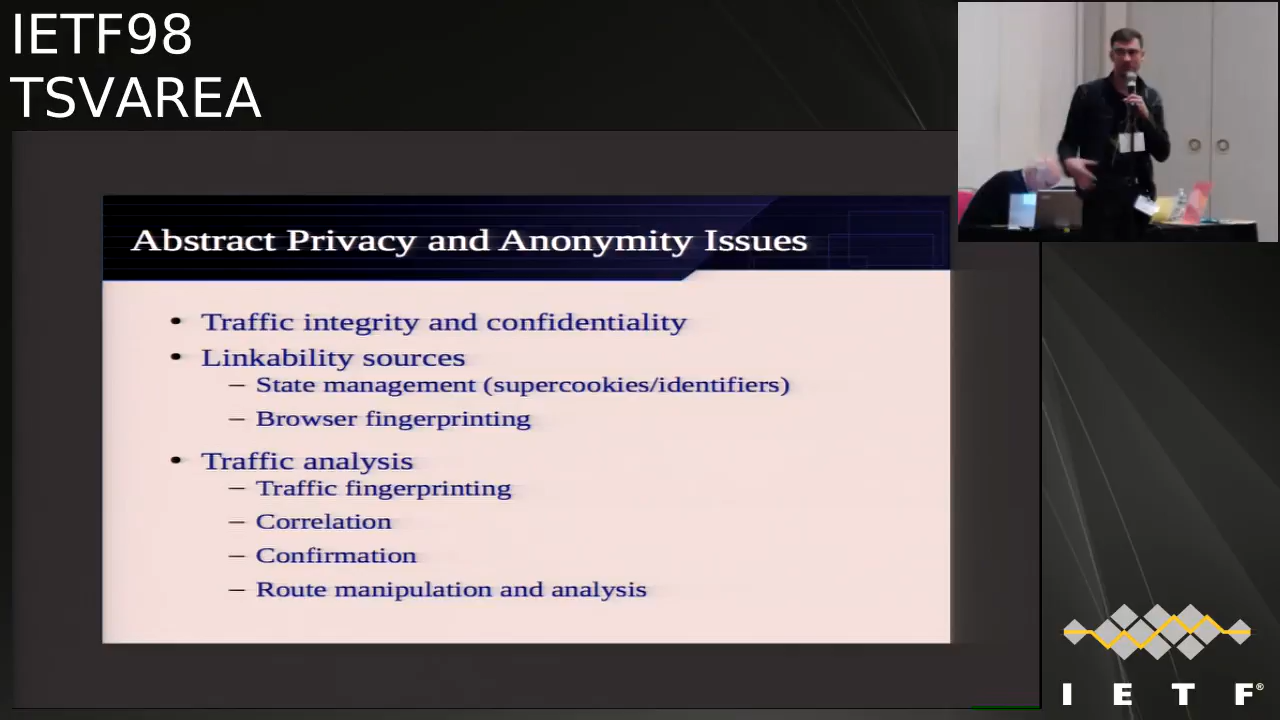 IETF98
TSVAREA
Abstract Privacy and Anonymity Issues
• Traffic integrity and confidentiality
• Linkability sources
– State management (supercookies/identifiers)
– Browser fingerprinting
• Traffic analysis
– Traffic fingerprinting
– Correlation
– Confirmation
– Route manipulation and analysis
I E T F®